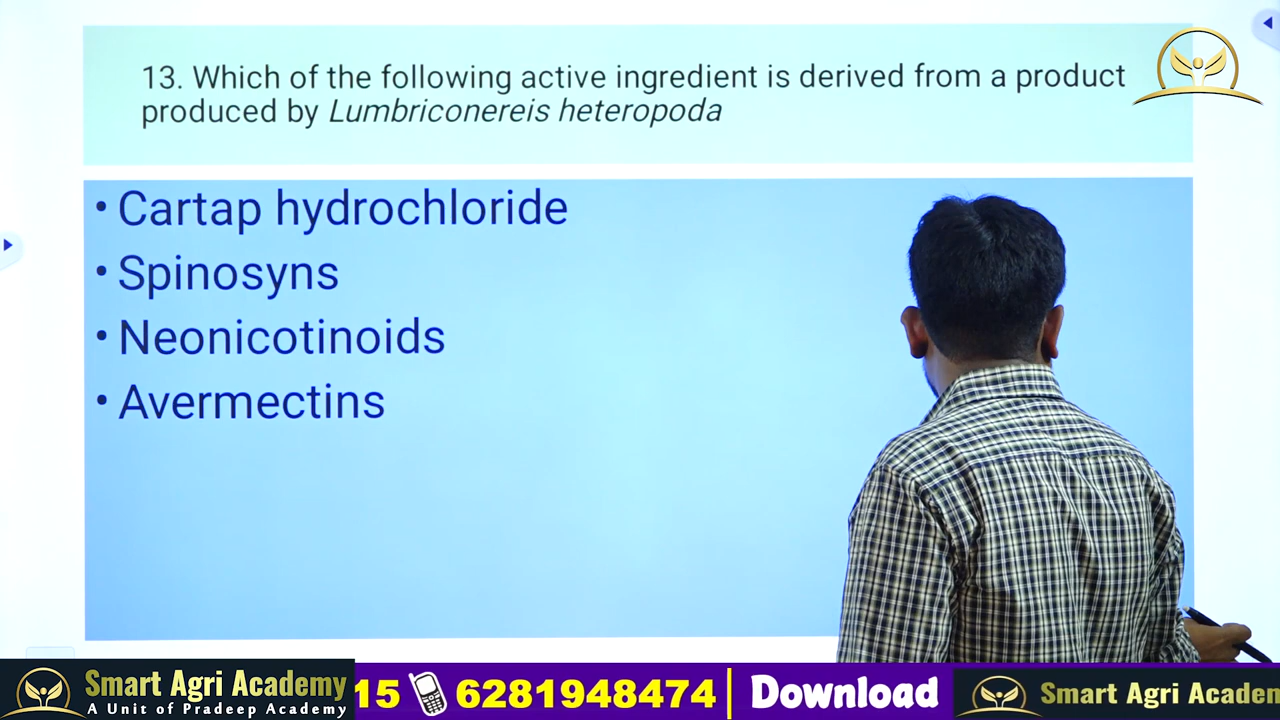 13. Which of the following active ingredient is derived from a product
produced by Lumbriconereis heteropoda
• Cartap hydrochloride
• Spinosyns
• Neonicotinoids
• Avermectins
Smart Agri Academy
A Unit of Pradeep Academy
15 6281948474 | Download
Smart Agri Academ